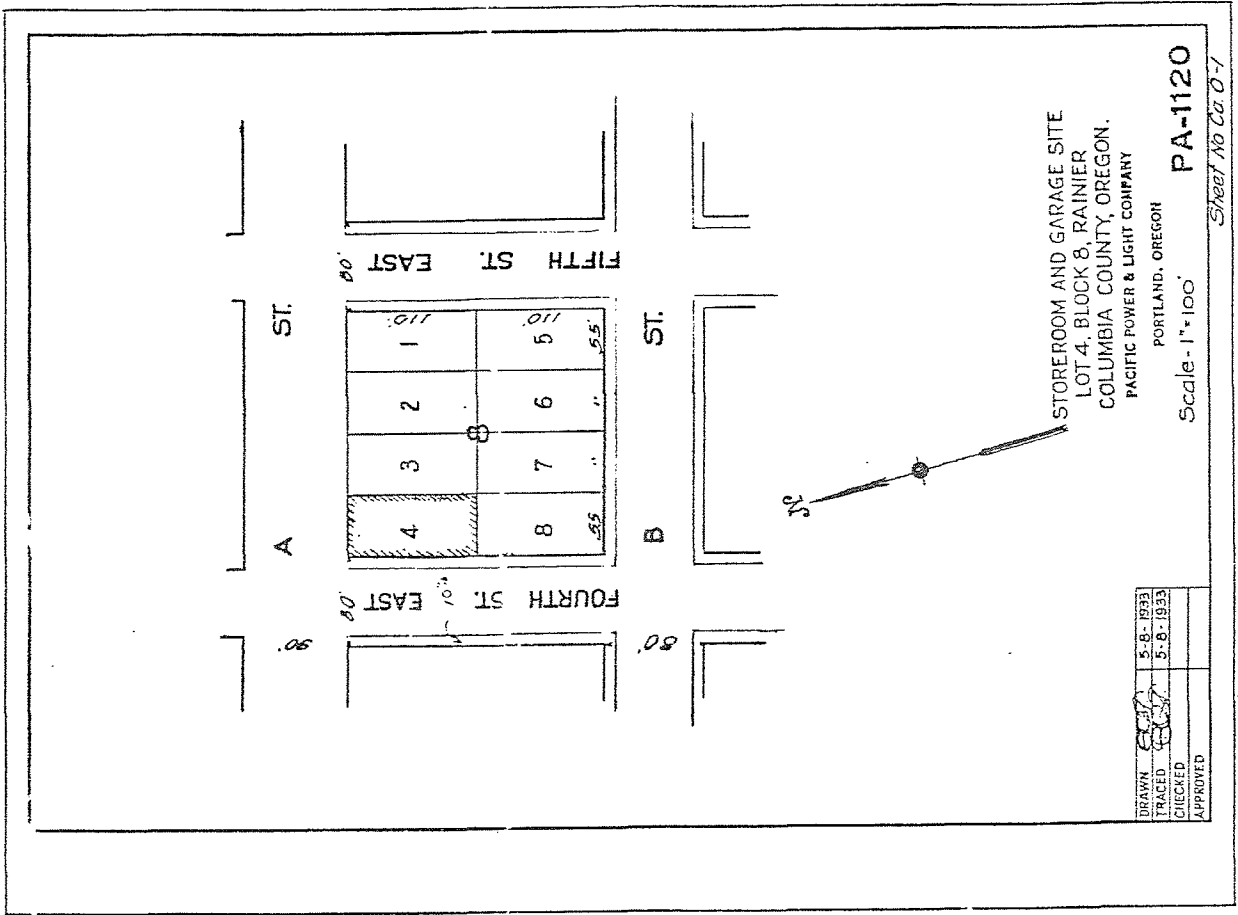 A ST.
90'
80'
80'
FOURTH ST. EAST
10'
FIFTH ST. EAST
4 3 2 1
110'
8
8 7 6 5
110'
55' " " 55'
B ST.
80'
N
STOREROOM AND GARAGE SITE
LOT 4, BLOCK 8, RAINIER
COLUMBIA COUNTY, OREGON.
PACIFIC POWER & LIGHT COMPANY
PORTLAND, OREGON
Scale - 1"=100'
PA-1120
DRAWN 5-8-1933
TRACED 5-8-1933
CHECKED
APPROVED
Sheet No Co. O-1